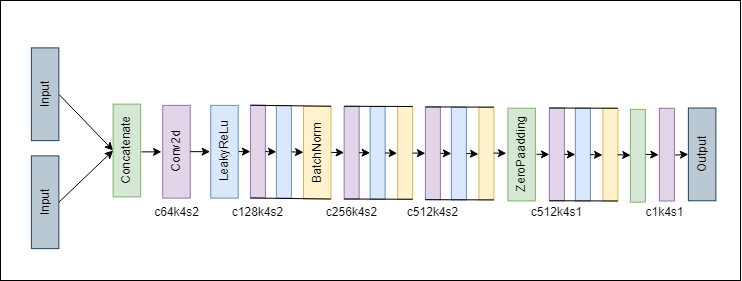 Input
Input
Concatenate
Conv2d
LeakyReLu
BatchNorm
ZeroPaadding
Output
c64k4s2
c128k4s2
c256k4s2
c512k4s2
c512k4s1
c1k4s1